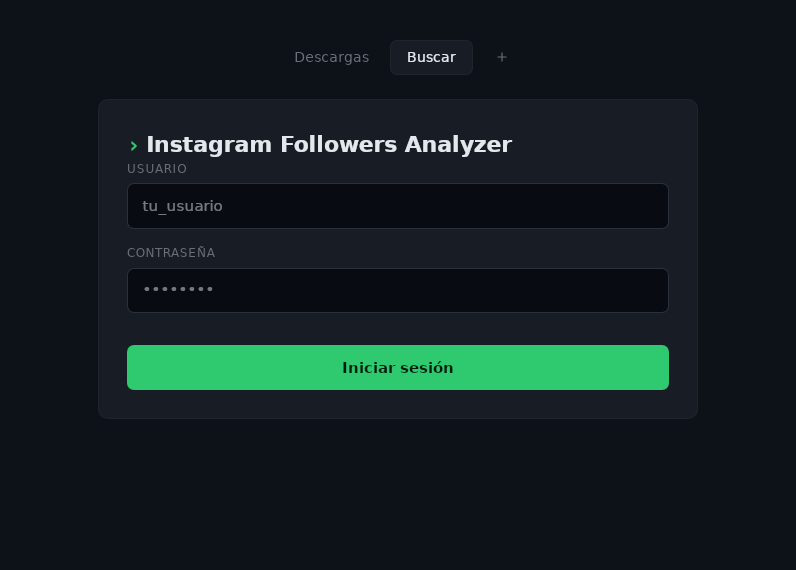 Descargas Buscar +
› Instagram Followers Analyzer
USUARIO
tu_usuario
CONTRASEÑA
••••••••
Iniciar sesión